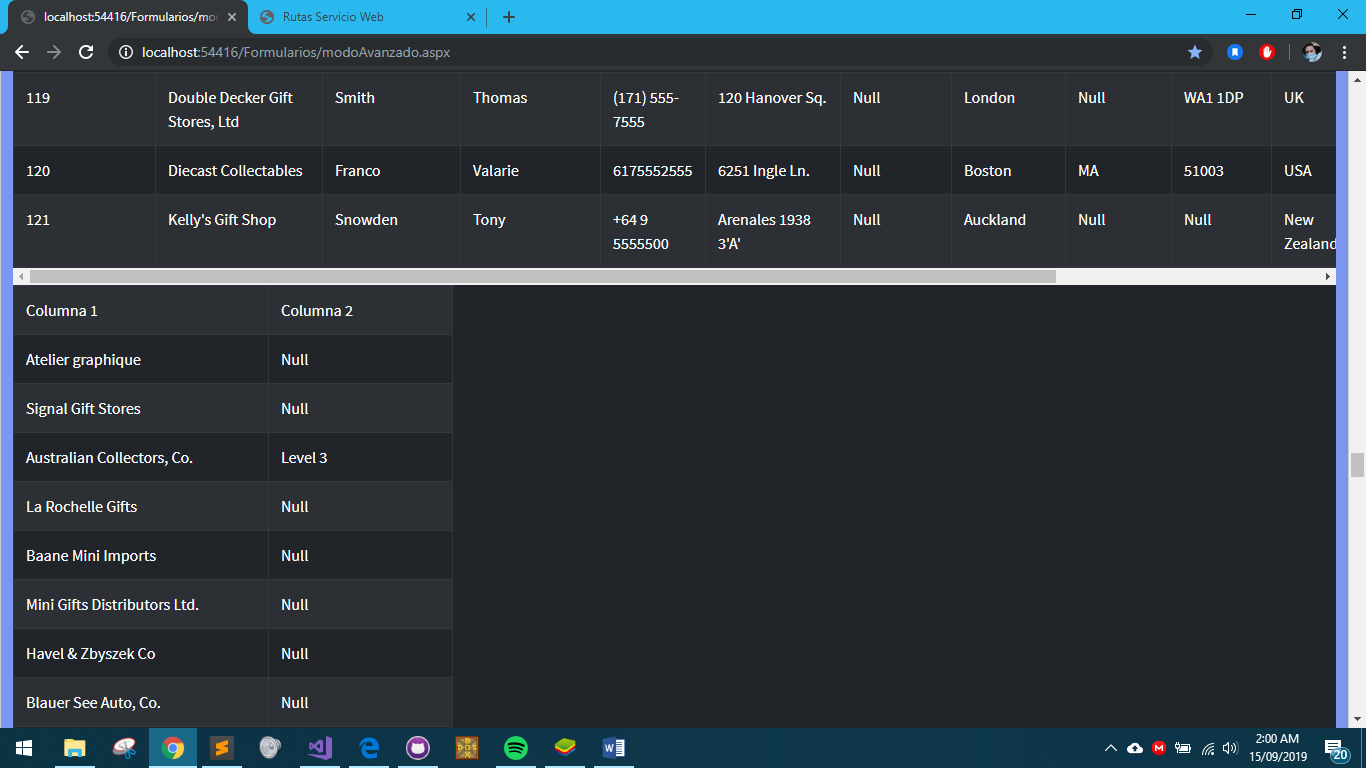 localhost:54416/Formularios/mod
Rutas Servicio Web
localhost:54416/Formularios/modoAvanzado.aspx
119 Double Decker Gift Smith Thomas (171) 555- 120 Hanover Sq. Null London Null WA1 1DP UK
Stores, Ltd 7555
120 Diecast Collectables Franco Valarie 6175552555 6251 Ingle Ln. Null Boston MA 51003 USA
121 Kelly's Gift Shop Snowden Tony +64 9 Arenales 1938 Null Auckland Null Null New
5555500 3'A' Zealand
Columna 1 Columna 2
Atelier graphique Null
Signal Gift Stores Null
Australian Collectors, Co. Level 3
La Rochelle Gifts Null
Baane Mini Imports Null
Mini Gifts Distributors Ltd. Null
Havel & Zbyszek Co Null
Blauer See Auto, Co. Null
2:00 AM
15/09/2019
20